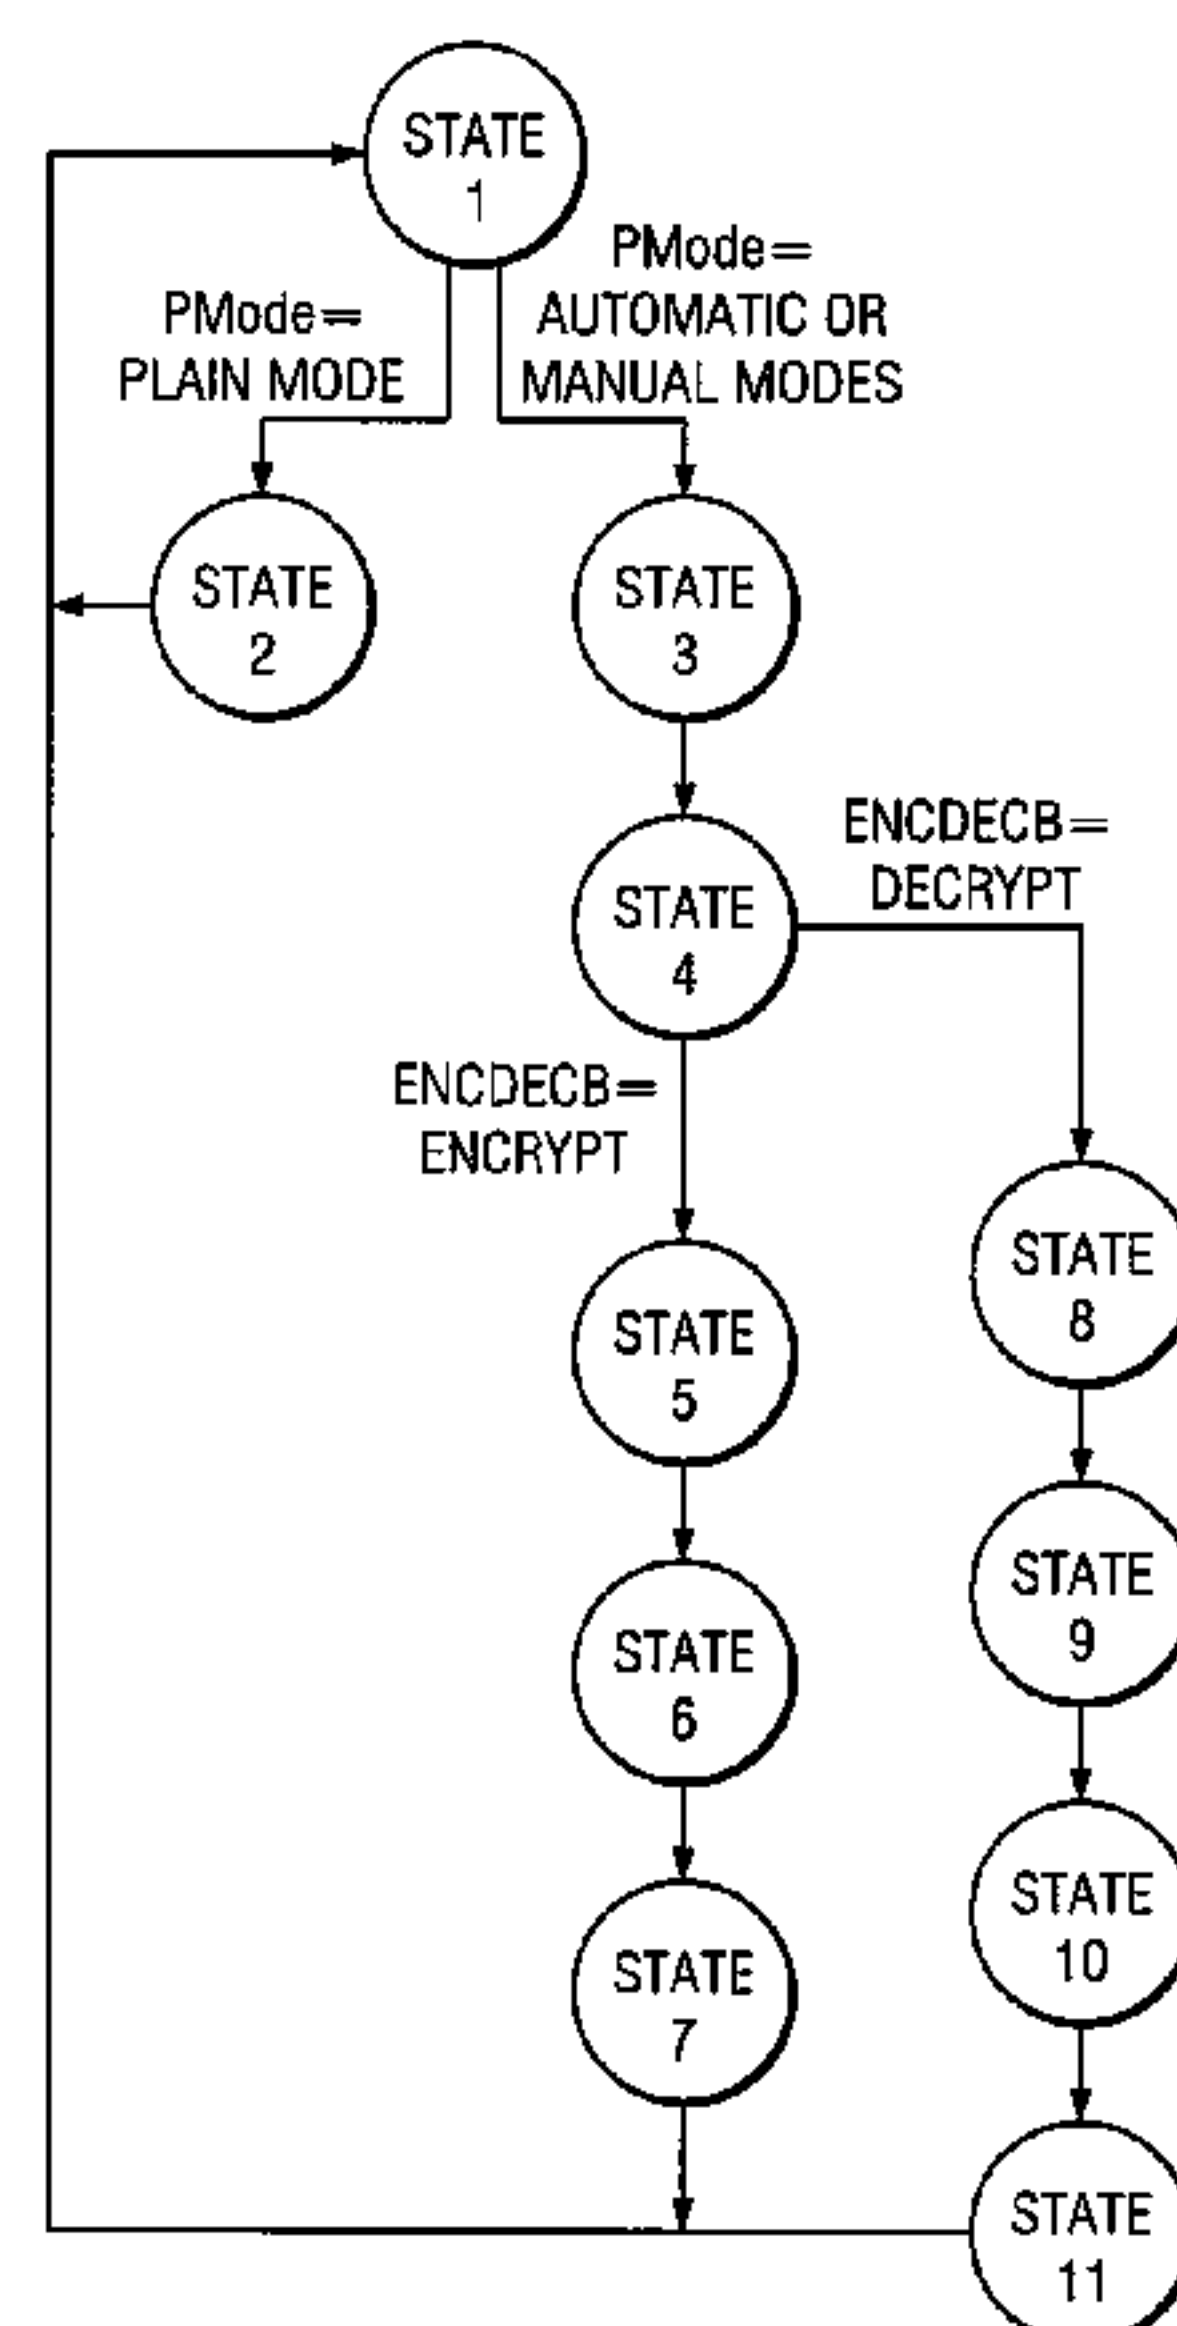 STATE
1
PMode=
AUTOMATIC OR
MANUAL MODES
PMode=
PLAIN MODE
STATE
2
STATE
3
STATE
4
ENCDECB=
DECRYPT
ENCDECB=
ENCRYPT
STATE
5
STATE
6
STATE
7
STATE
8
STATE
9
STATE
10
STATE
11